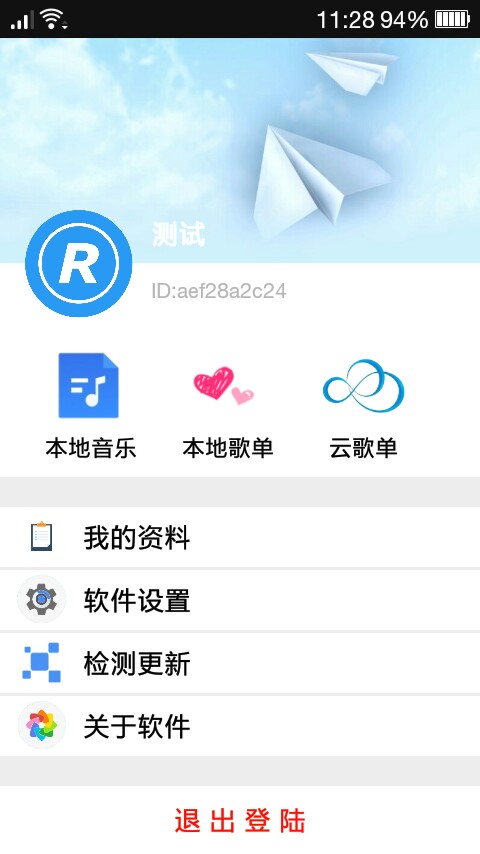 11:28 94%
测试
R
ID:aef28a2c24
本地音乐 本地歌单 云歌单
我的资料
软件设置
检测更新
关于软件
退出登陆